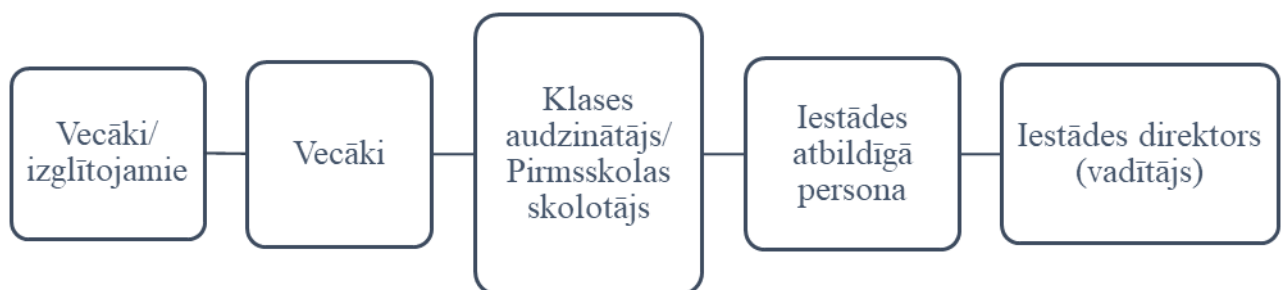 Vecāki/
izglītojamie
Vecāki
Klases
audzinātājs/
Pirmsskolas
skolotājs
Iestādes
atbildīgā
persona
Iestādes direktors
(vadītājs)